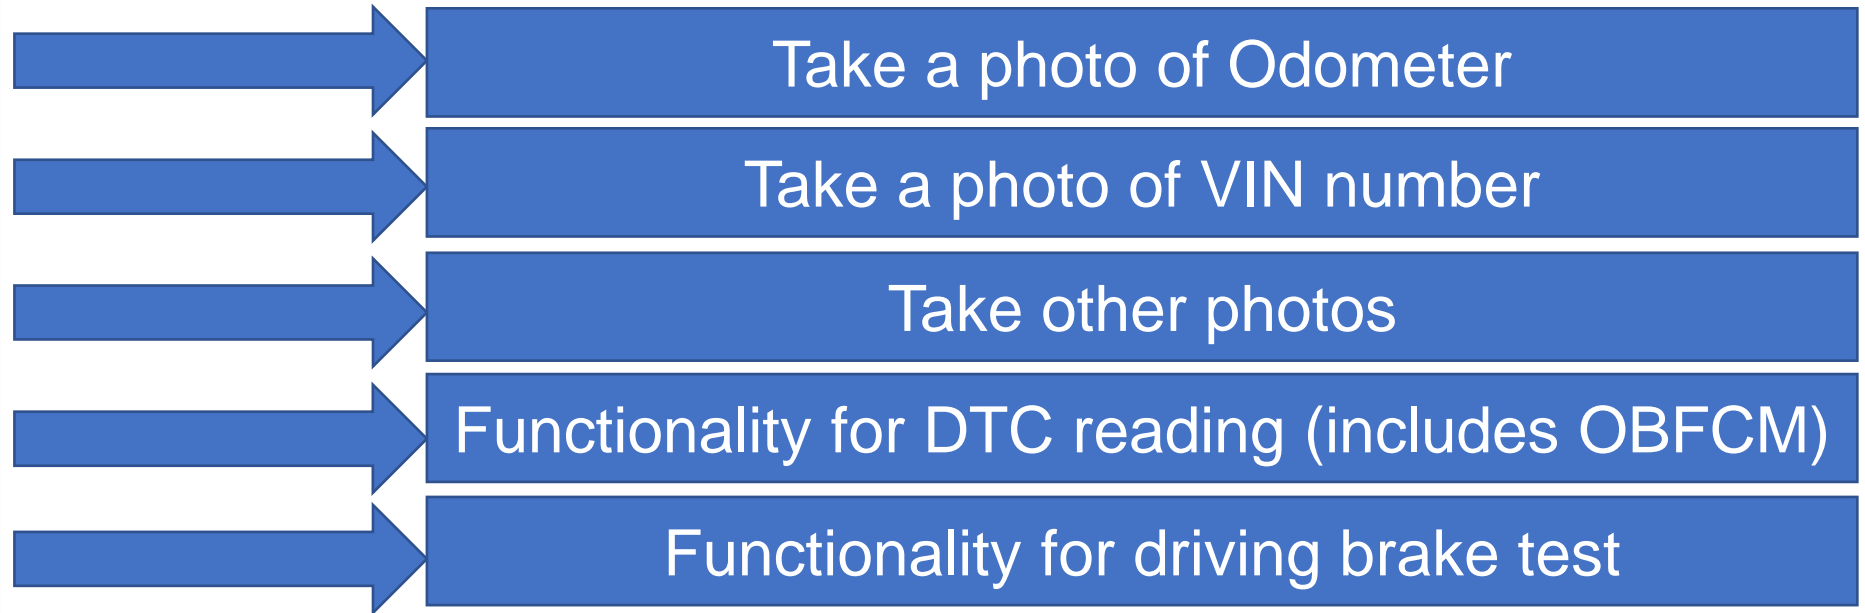 Take a photo of Odometer
Take a photo of VIN number
Take other photos
Functionality for DTC reading (includes OBFCM)
Functionality for driving brake test